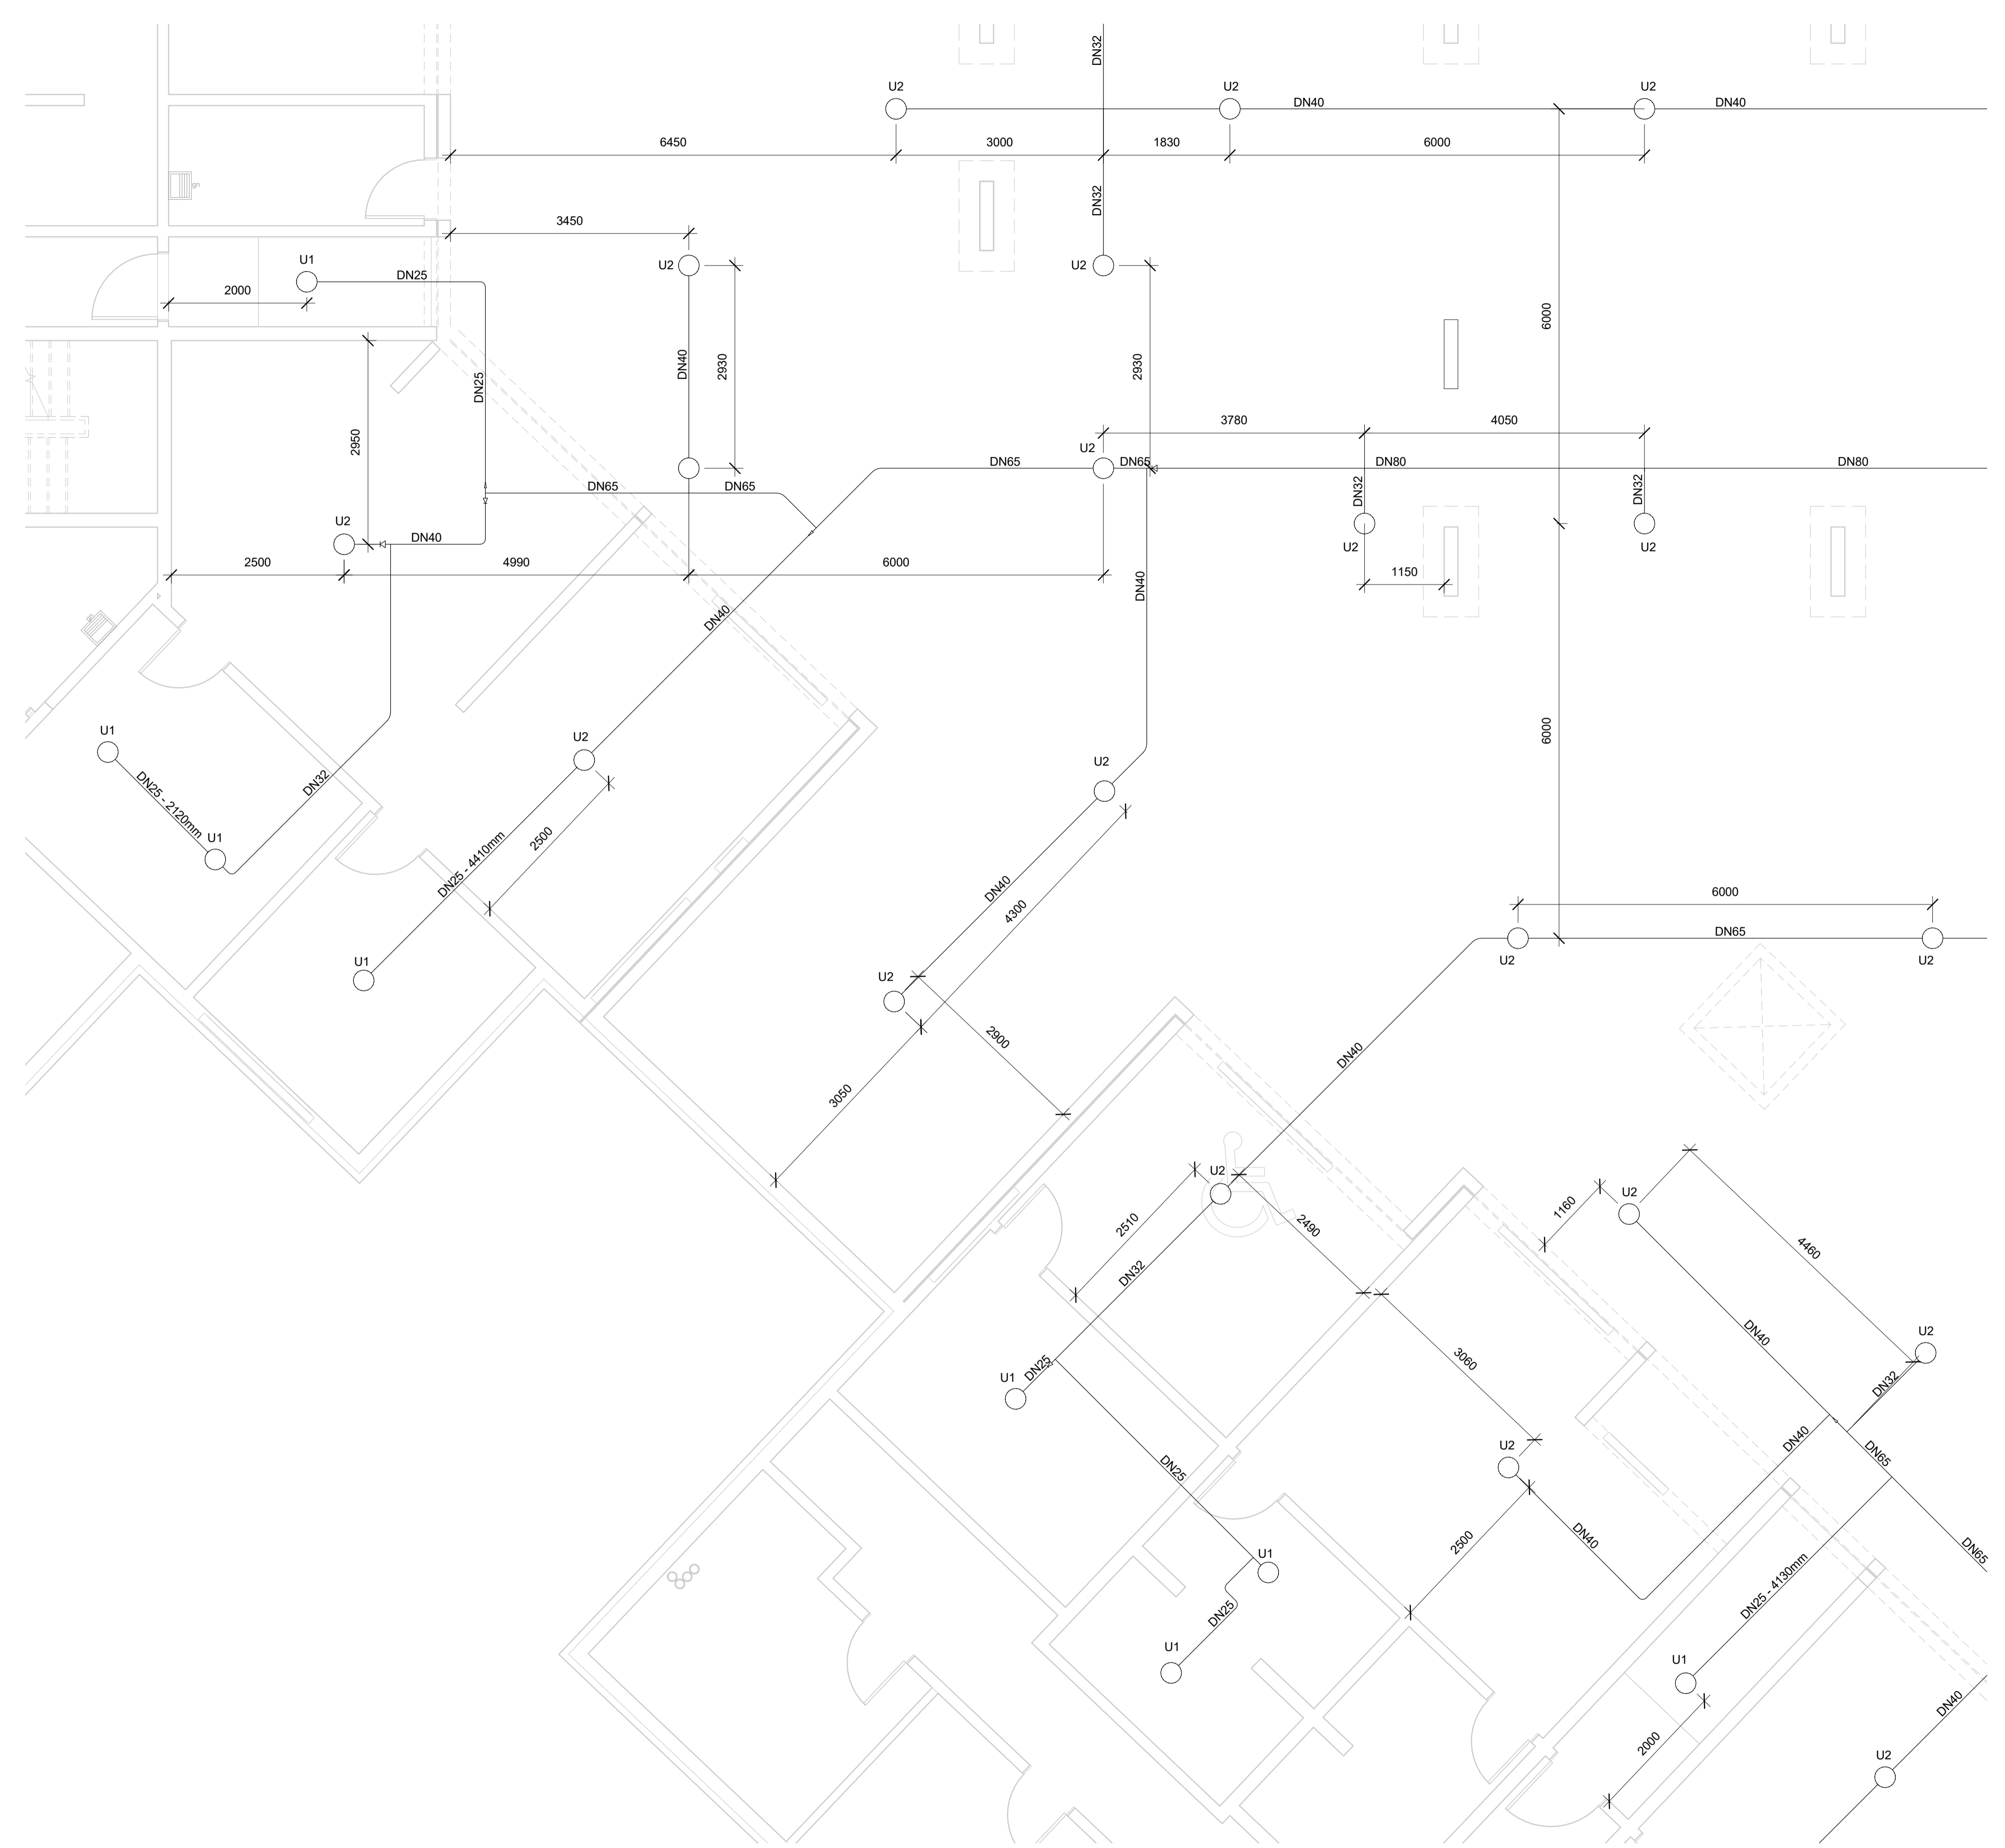 DN32
U2
U2
U2
DN40
DN40
6450
3000
1830
6000
DN32
3450
U1
DN25
U2
U2
2000
6000
DN25
DN40
2930
2930
2950
3780
4050
U2
DN65
DN65
DN80
DN80
DN65
DN65
DN32
DN32
U2
DN40
U2
U2
2500
4990
6000
1150
DN40
DN40
U1
U2
U2
6000
DN25 - 2120mm
DN32
U1
2500
DN25 - 4410mm
DN40
4300
6000
DN65
U1
U2
U2
U2
2900
DN40
3050
U2
2510
2490
U2
1160
4460
DN32
DN40
U2
3060
DN25
U1
DN32
DN40
U2
DN65
DN25
2500
DN40
U1
DN65
DN25 - 4130mm
DN25
U1
U1
DN40
2000
U2